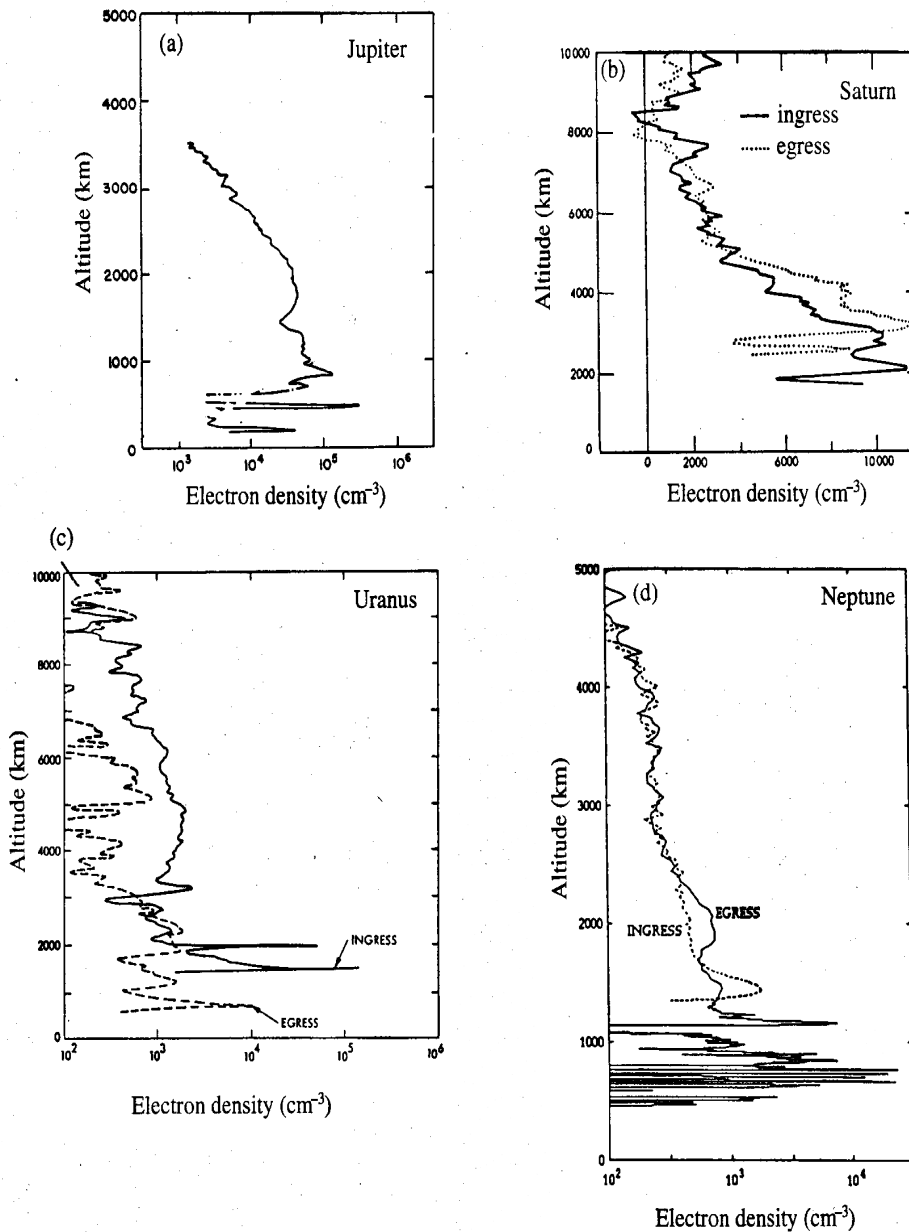 (a)
Jupiter
5000
4000
3000
2000
1000
0
10³
10⁴
10⁵
10⁶
Altitude (km)
Electron density (cm⁻³)
(b)
Saturn
ingress
egress
10000
8000
6000
4000
2000
0
0
2000
6000
10000
Altitude (km)
Electron density (cm⁻³)
(c)
Uranus
10000
8000
6000
4000
2000
0
10²
10³
10⁴
10⁵
10⁶
INGRESS
EGRESS
Altitude (km)
Electron density (cm⁻³)
(d)
Neptune
5000
4000
3000
2000
1000
0
10²
10³
10⁴
EGRESS
INGRESS
Altitude (km)
Electron density (cm⁻³)